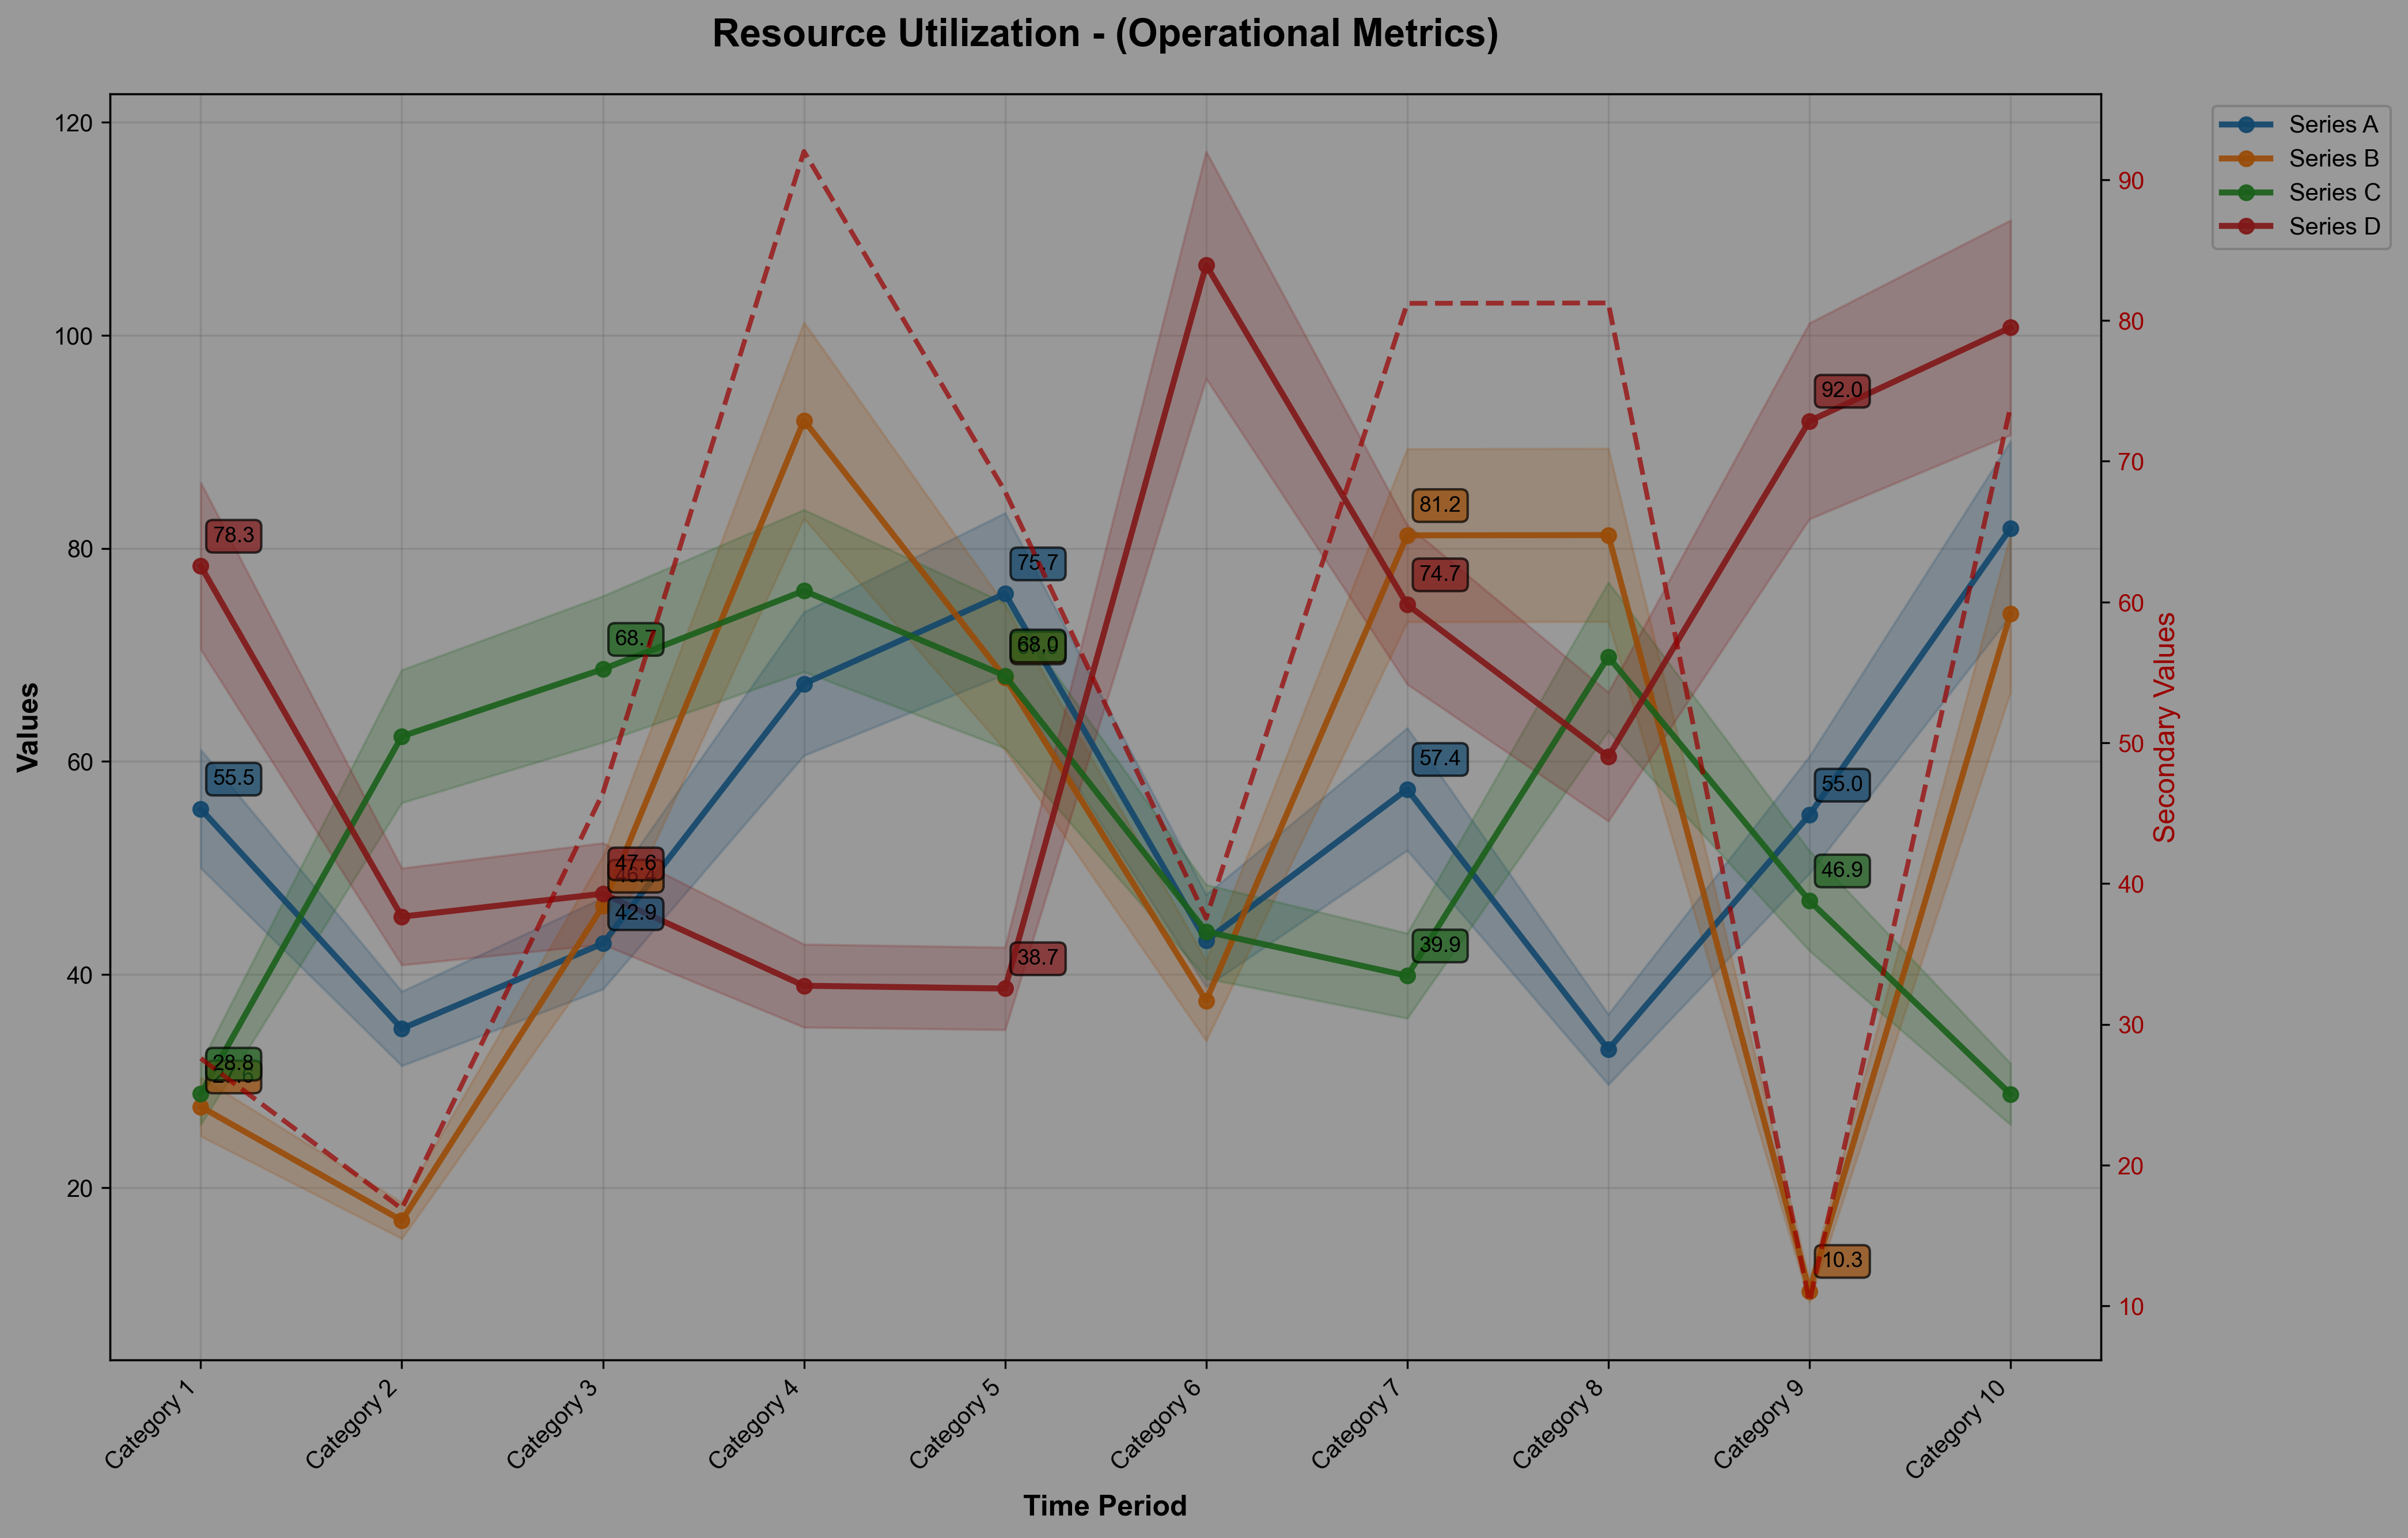 Resource Utilization - (Operational Metrics)
120
100
80
60
40
20
Values
90
80
70
60
50
40
30
20
10
Secondary Values
Series A
Series B
Series C
Series D
78.3
55.5
28.8
68.7
47.6
42.9
75.7
68.0
38.7
81.2
74.7
57.4
39.9
92.0
55.0
46.9
10.3
Category 1
Category 2
Category 3
Category 4
Category 5
Category 6
Category 7
Category 8
Category 9
Category 10
Time Period